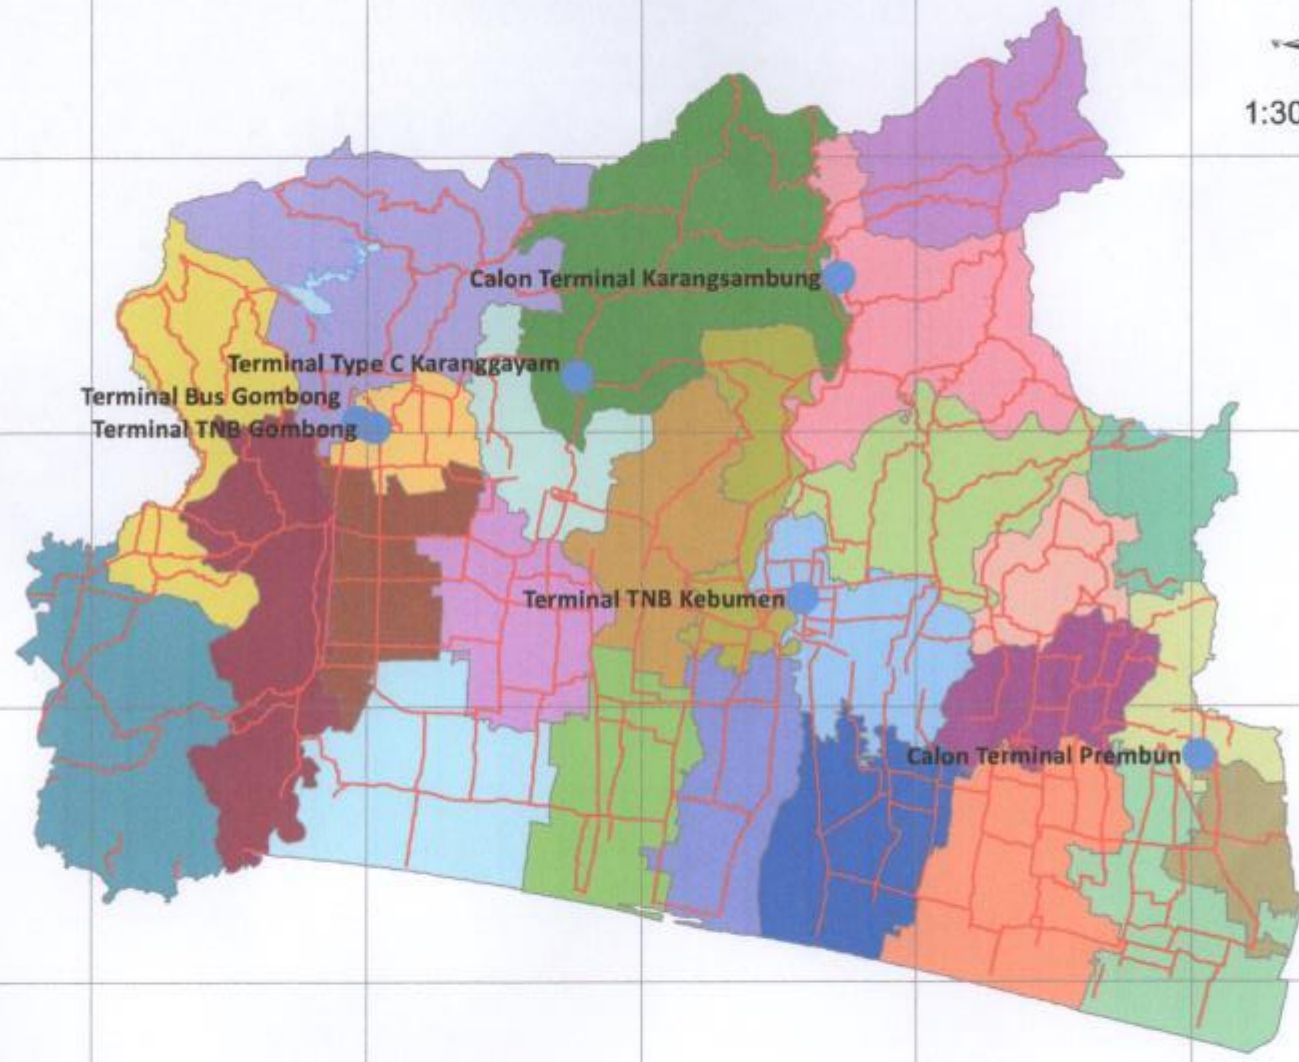 1:30
Calon Terminal Karangsambung
Terminal Type C Karanggayam
Terminal Bus Gombong
Terminal TNB Gombong
Terminal TNB Kebumen
Calon Terminal Prembun